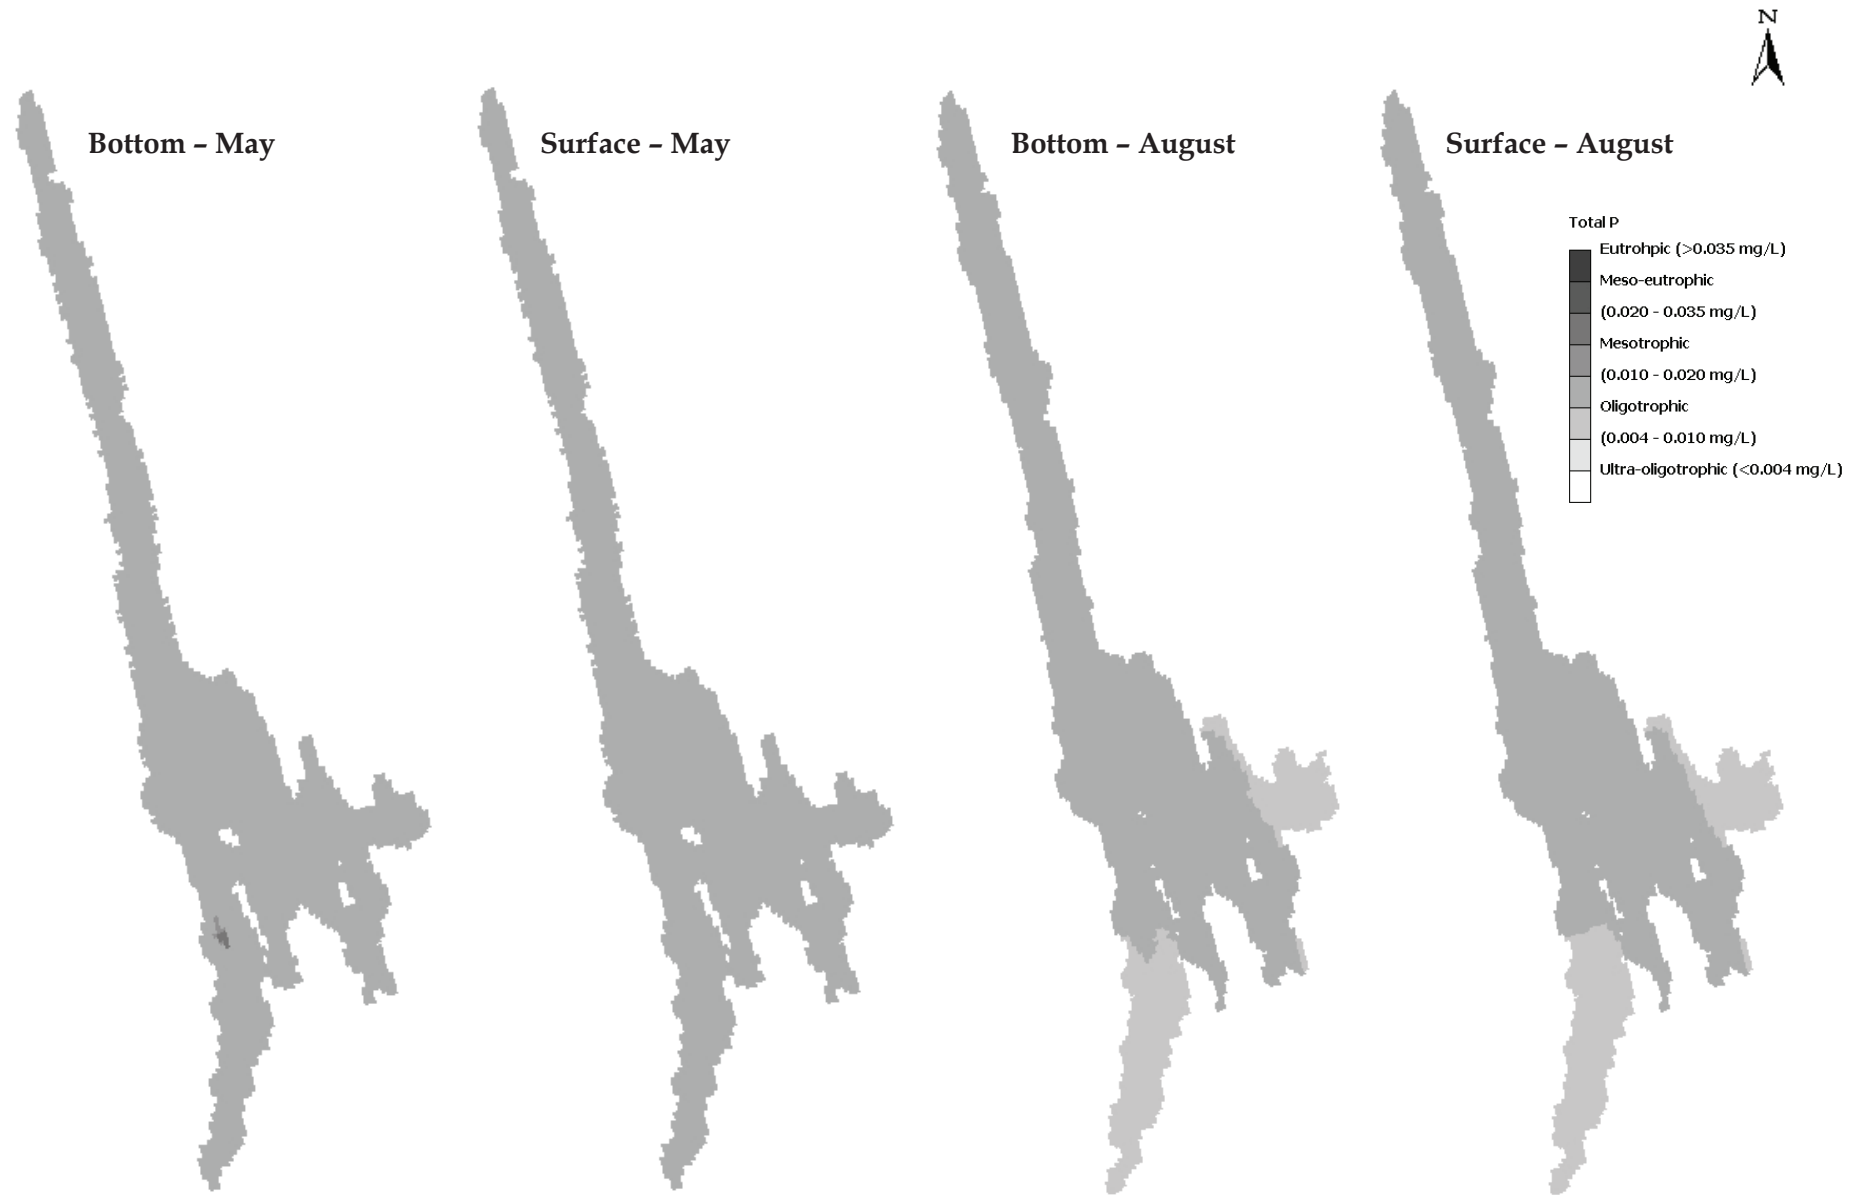 N
Bottom – May
Surface – May
Bottom – August
Surface – August
Total P
Eutrohpic (>0.035 mg/L)
Meso-eutrophic
(0.020 - 0.035 mg/L)
Mesotrophic
(0.010 - 0.020 mg/L)
Oligotrophic
(0.004 - 0.010 mg/L)
Ultra-oligotrophic (<0.004 mg/L)